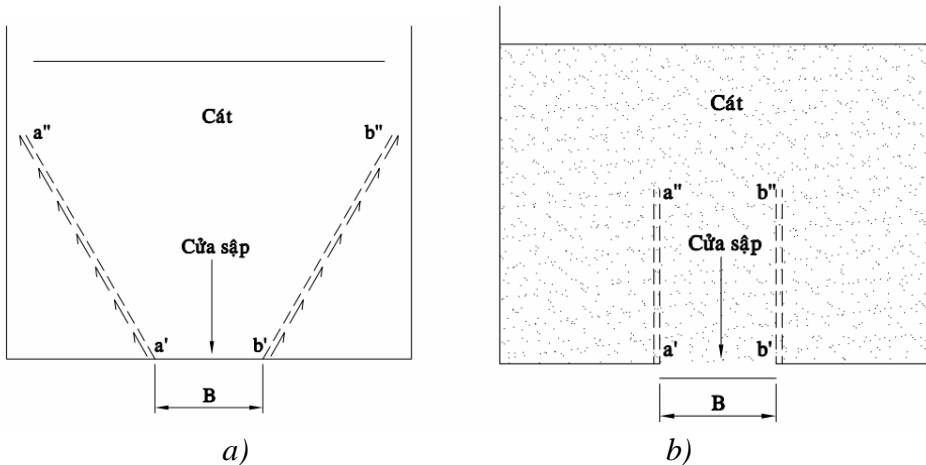 Cát
a" b"
Cửa sập
a' b'
B
a)
Cát
a" b"
Cửa sập
a' b'
B
b)